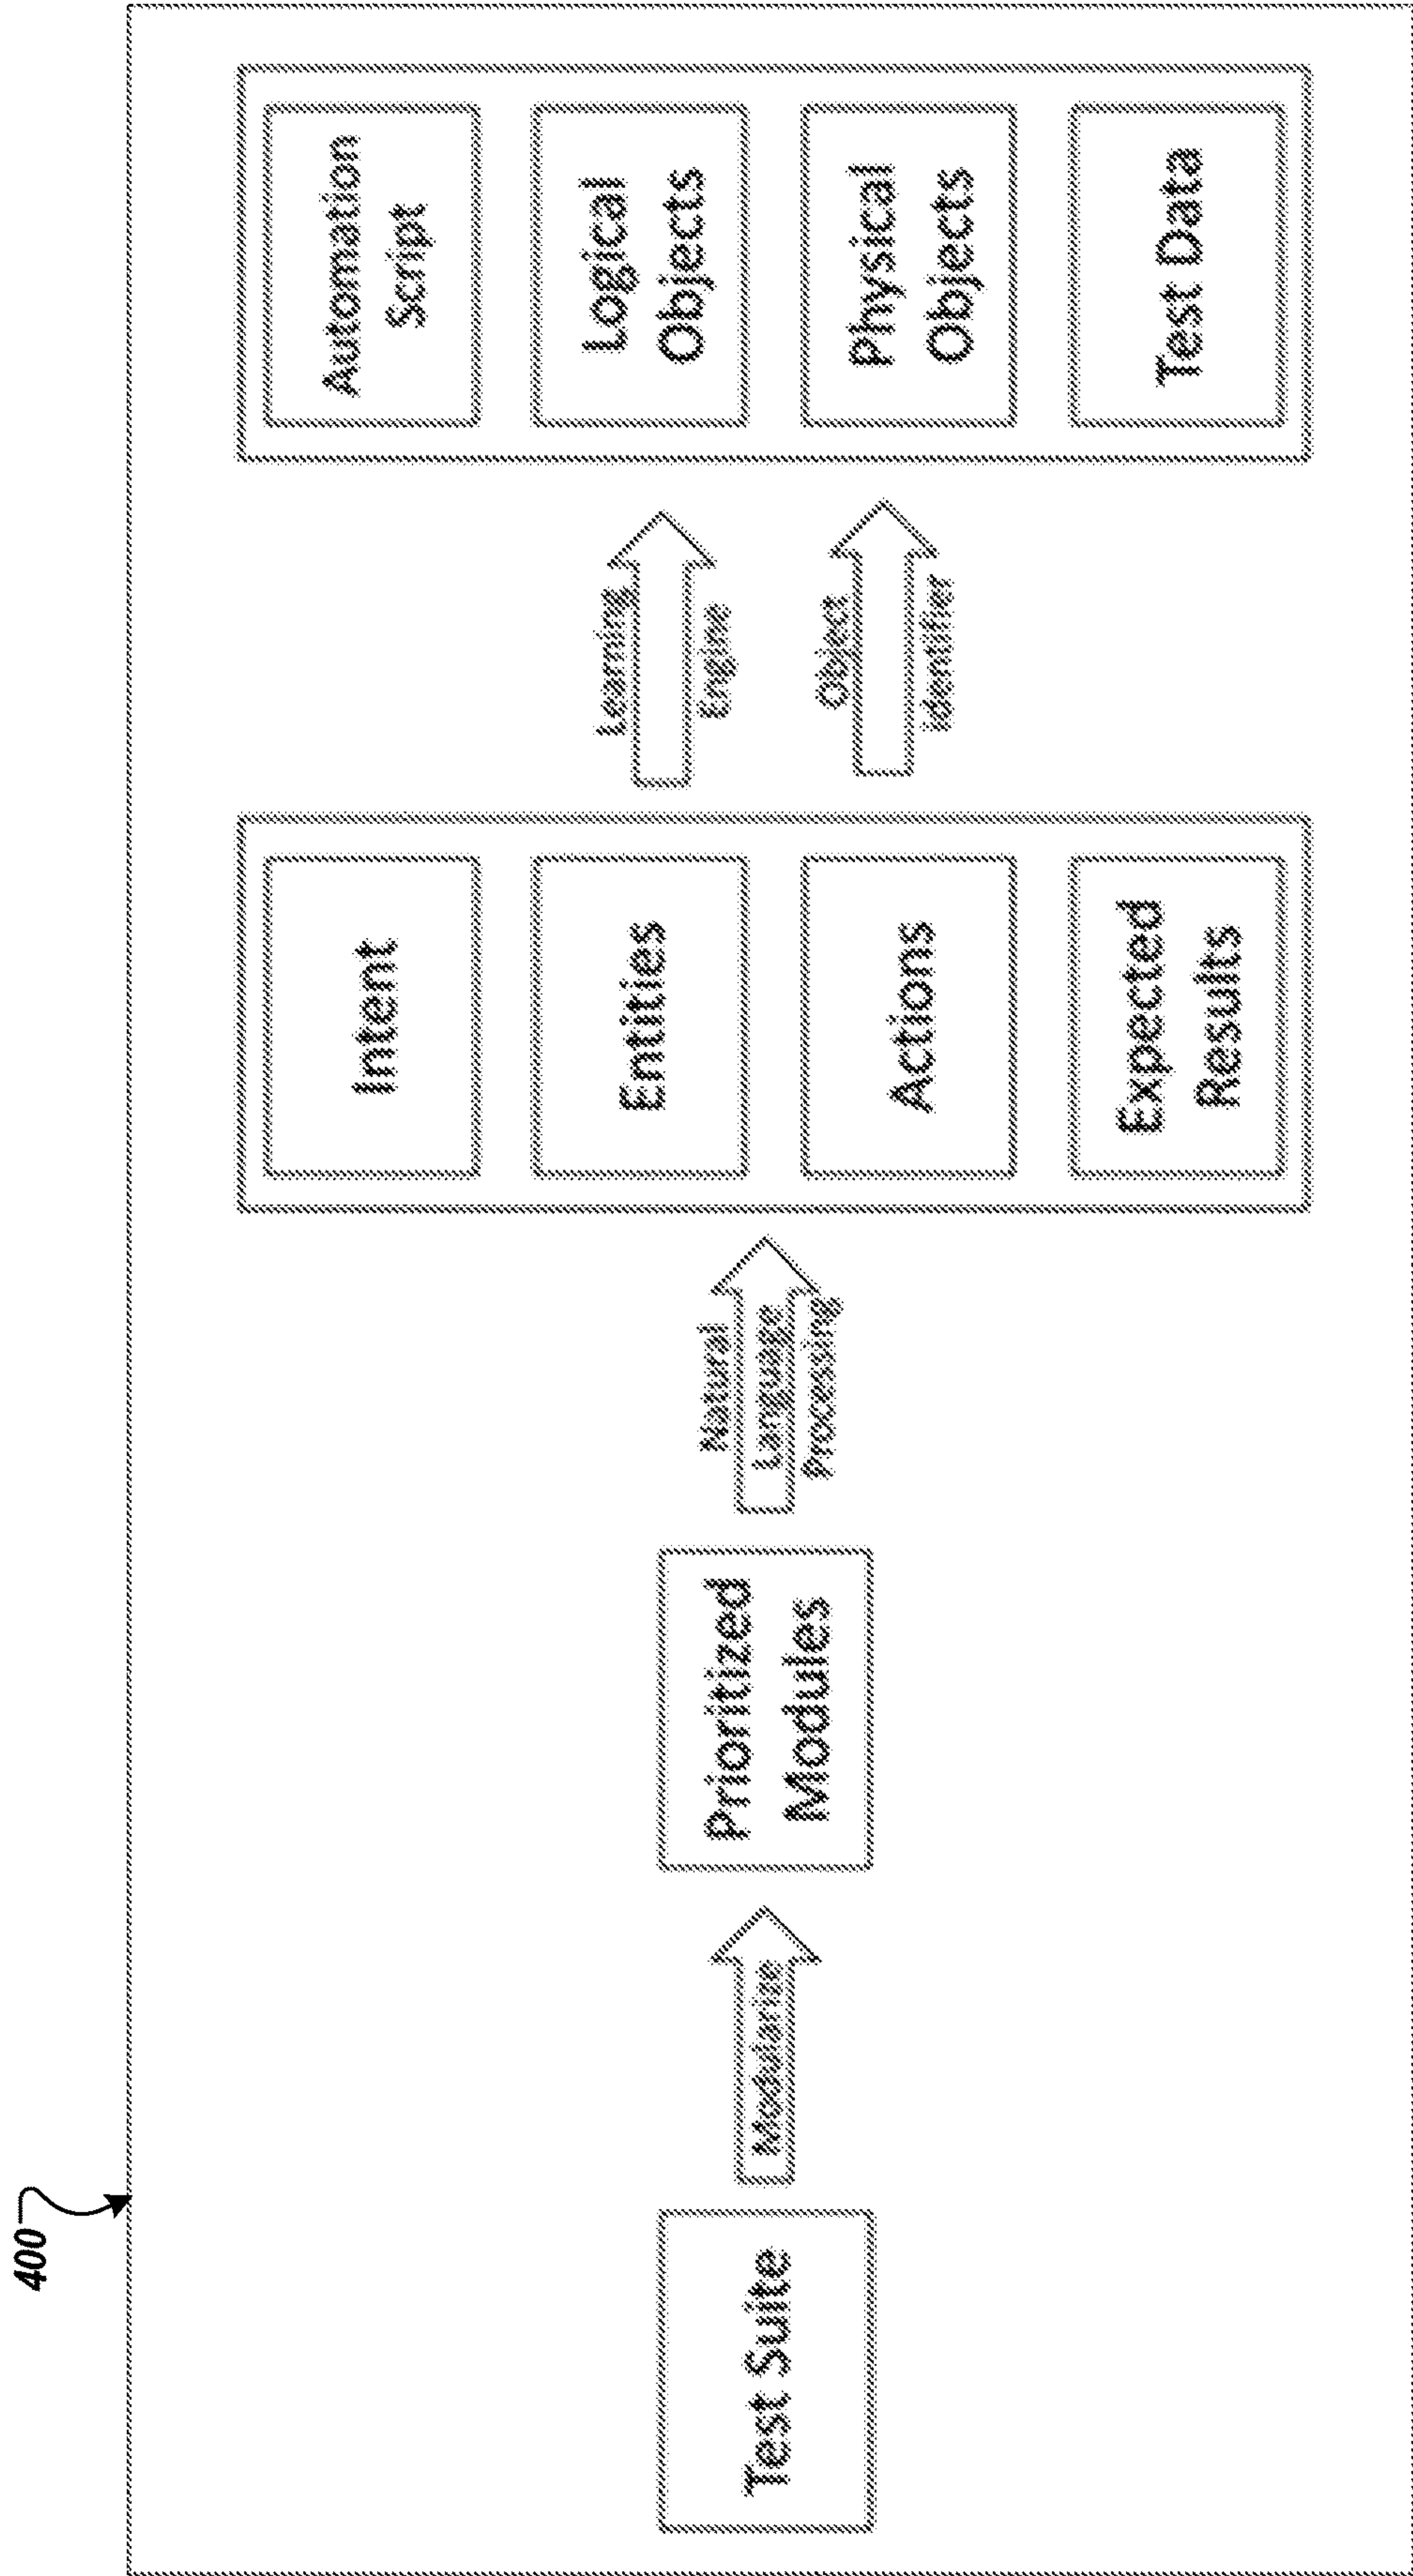 400
Test Suite
Modularize
Prioritized
Modules
Natural
Language
Processing
Intent
Entities
Actions
Expected
Results
Learning
Engine
Object
identifier
Automation
Script
Logical
Objects
Physical
Objects
Test Data